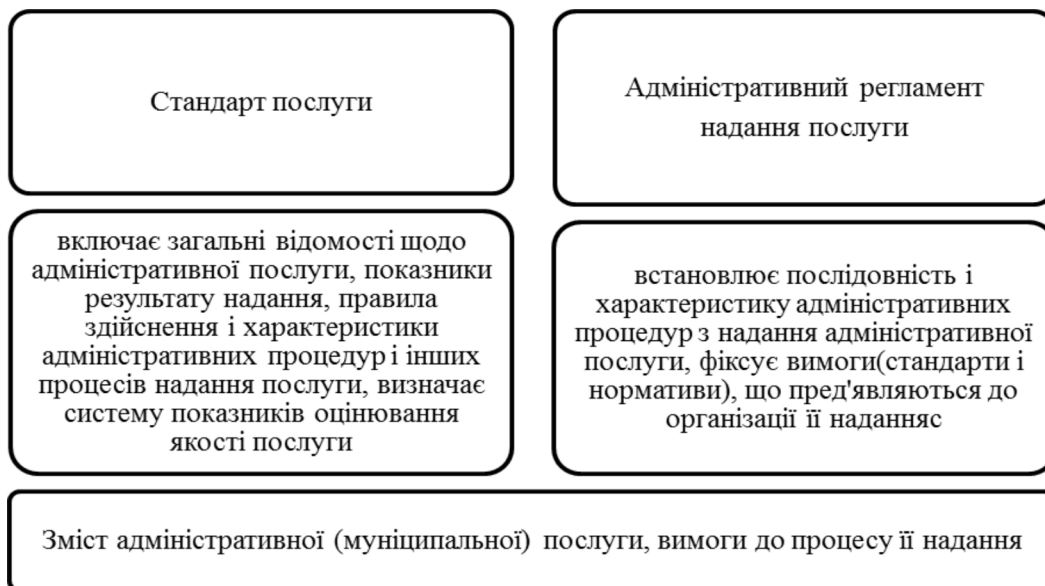 Стандарт послуги
Адміністративний регламент
надання послуги
включає загальні відомості щодо
адміністративної послуги, показники
результату надання, правила
здійснення і характеристики
адміністративних процедур і інших
процесів надання послуги, визначає
систему показників оцінювання
якості послуги
встановлює послідовність і
характеристику адміністративних
процедур з надання адміністративної
послуги, фіксує вимоги(стандарти і
нормативи), що пред'являються до
організації її наданняс
Зміст адміністративної (муніципальної) послуги, вимоги до процесу її надання